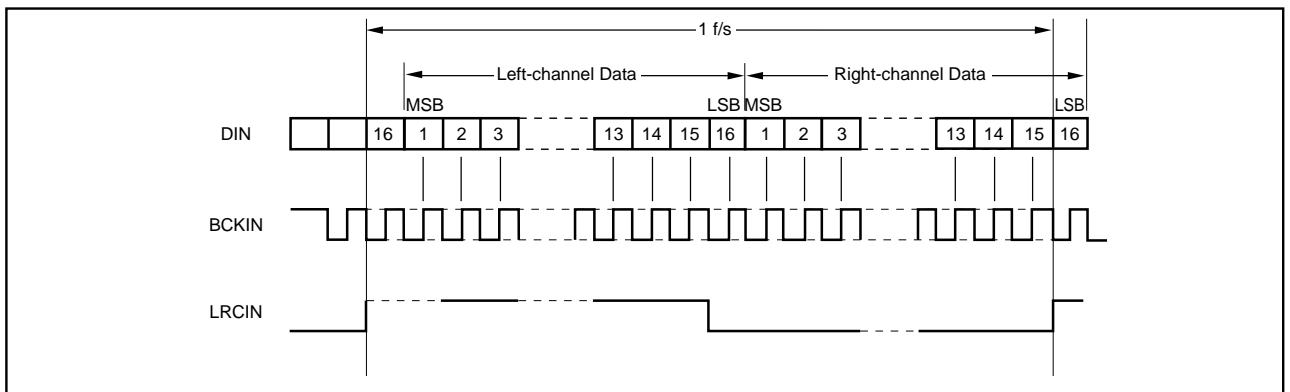 1 f/s
Left-channel Data Right-channel Data
MSB LSB MSB LSB
DIN 16 1 2 3 13 14 15 16 1 2 3 13 14 15 16
BCKIN
LRCIN